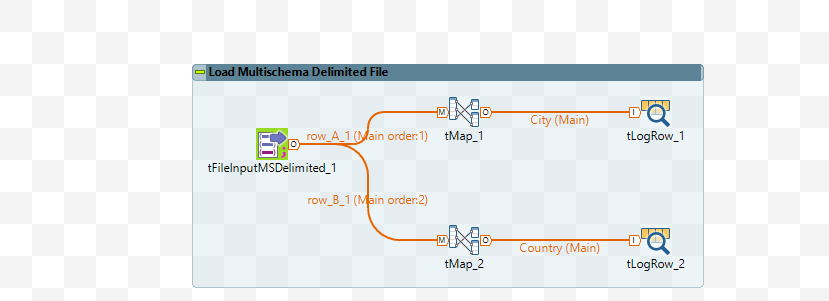 Load Multischema Delimited File
row_A_1 (Main order:1)
M
O
City (Main)
I
tMap_1
tLogRow_1
O
tFileInputMSDelimited_1
row_B_1 (Main order:2)
M
O
Country (Main)
I
tMap_2
tLogRow_2